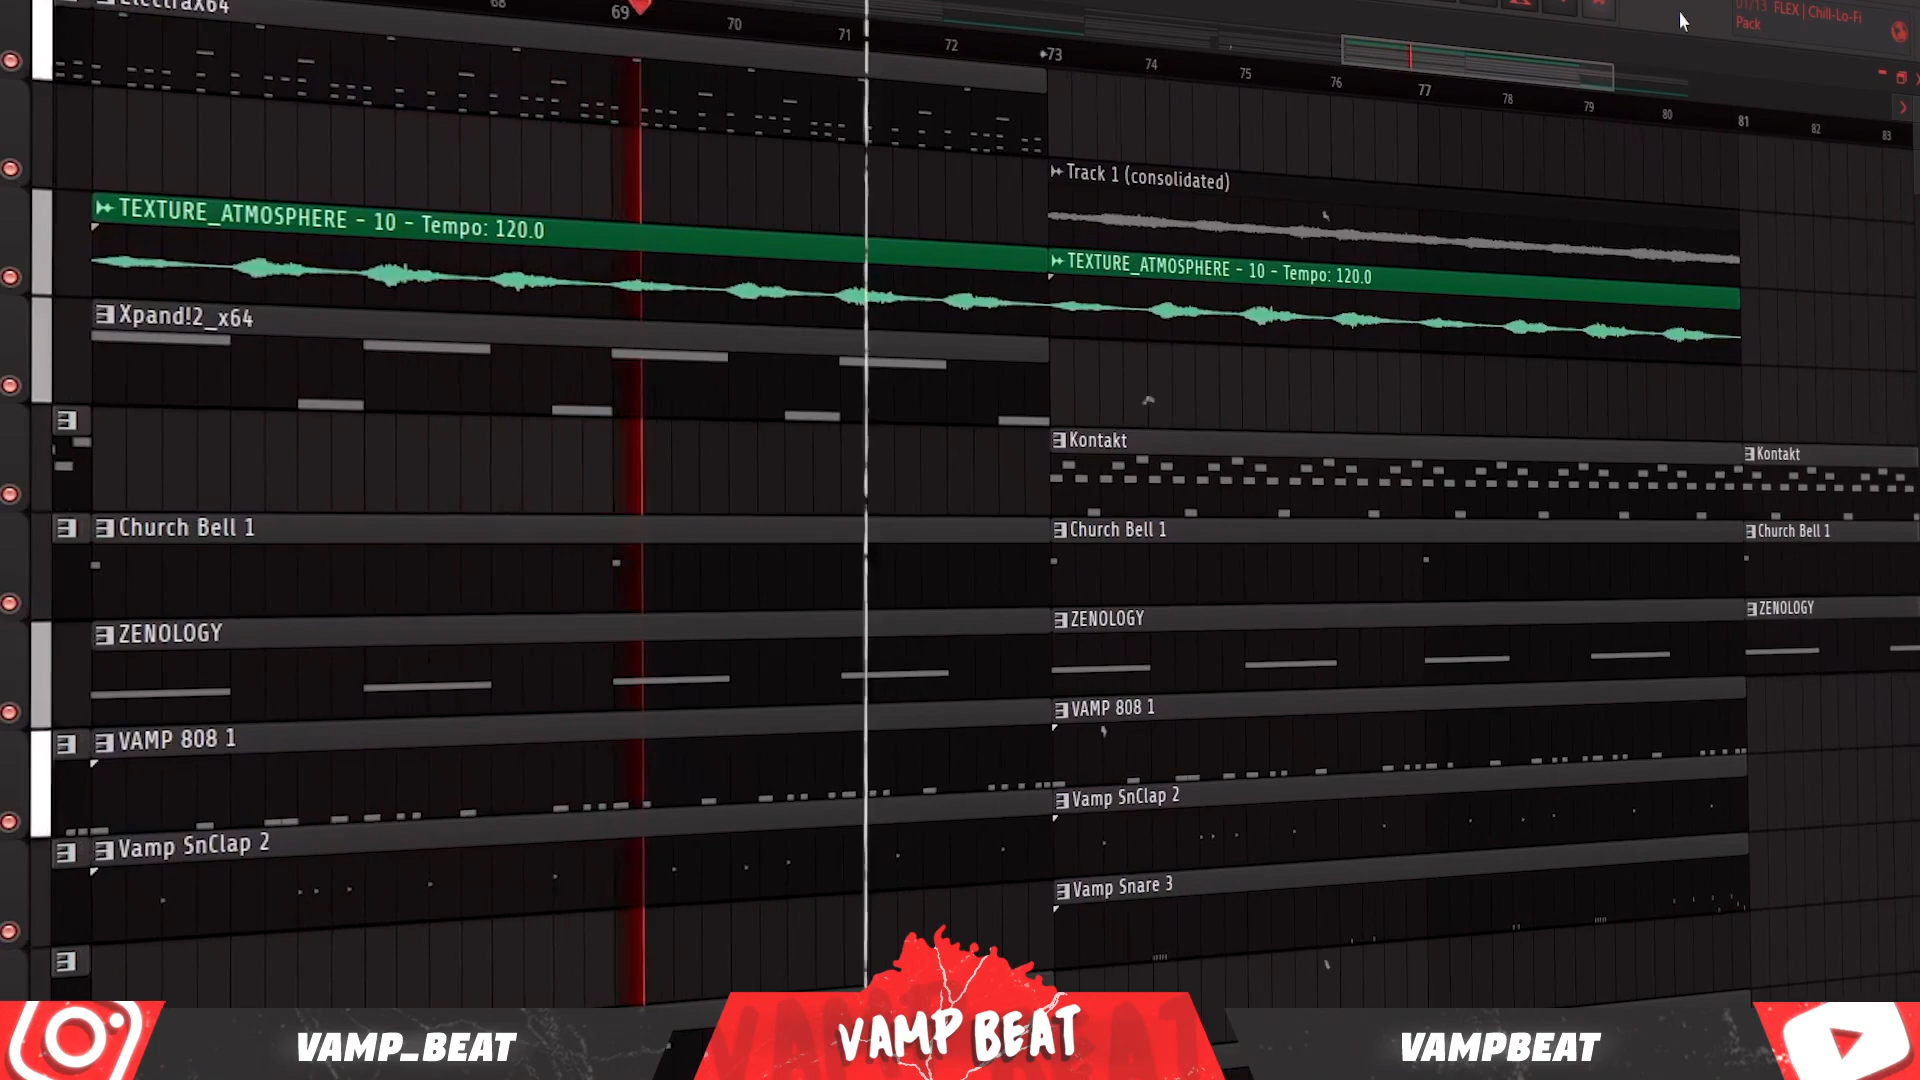 ElectraX64
68 69 70 71 72 73 74 75 76 77 78 79 80 81 82 83
01/13 FLEX | Chill-Lo-Fi
Pack
Track 1 (consolidated)
TEXTURE_ATMOSPHERE - 10 - Tempo: 120.0
TEXTURE_ATMOSPHERE - 10 - Tempo: 120.0
Xpand!2_x64
Kontakt
Kontakt
Church Bell 1
Church Bell 1
Church Bell 1
ZENOLOGY
ZENOLOGY
ZENOLOGY
VAMP 808 1
VAMP 808 1
Vamp SnClap 2
Vamp SnClap 2
Vamp Snare 3
VAMP_BEAT
VAMP BEAT
VAMPBEAT